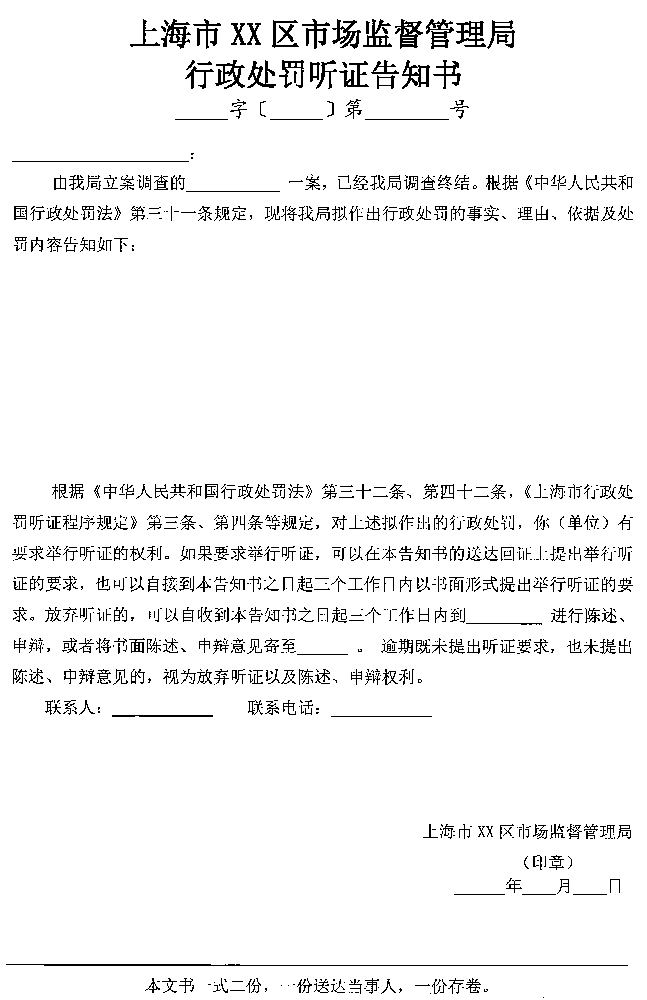 上海市 XX 区市场监督管理局
行政处罚听证告知书
______字〔______〕第__________号
_____________________：
由我局立案调查的___________ 一案，已经我局调查终结。根据《中华人民共和
国行政处罚法》第三十一条规定，现将我局拟作出行政处罚的事实、理由、依据及处
罚内容告知如下：
根据《中华人民共和国行政处罚法》第三十二条、第四十二条，《上海市行政处
罚听证程序规定》第三条、第四条等规定，对上述拟作出的行政处罚，你（单位）有
要求举行听证的权利。如果要求举行听证，可以在本告知书的送达回证上提出举行听
证的要求，也可以自接到本告知书之日起三个工作日内以书面形式提出举行听证的要
求。放弃听证的，可以自收到本告知书之日起三个工作日内到_________ 进行陈述、
申辩，或者将书面陈述、申辩意见寄至______ 。 逾期既未提出听证要求，也未提出
陈述、申辩意见的，视为放弃听证以及陈述、申辩权利。
联系人：____________ 联系电话：____________
上海市 XX 区市场监督管理局
（印章）
______年____月____日
本文书一式二份，一份送达当事人，一份存卷。